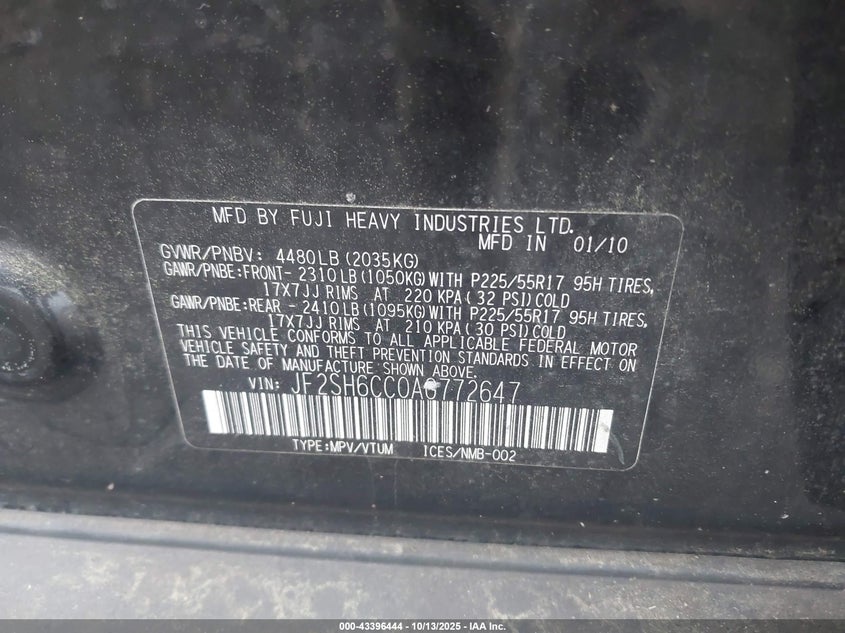 MFD BY FUJI HEAVY INDUSTRIES LTD.
MFD IN 01/10
GVWR/PNBV: 4480LB(2035KG)
GAWR/PNBE:FRONT- 2310LB(1050KG)WITH P225/55R17 95H TIRES,
17X7JJ RIMS AT 220 KPA(32 PSI)COLD
GAWR/PNBE:REAR - 2410LB(1095KG)WITH P225/55R17 95H TIRES,
17X7JJ RIMS AT 210 KPA(30 PSI)COLD
THIS VEHICLE CONFORMS TO ALL APPLICABLE FEDERAL MOTOR
VEHICLE SAFETY AND THEFT PREVENTION STANDARDS IN EFFECT ON
THE DATE OF MANUFACTURE SHOWN ABOVE.
VIN: JF2SH6CC0AG772647
TYPE:MPV/VTUM ICES/NMB-002
000-43396444 - 10/13/2025 - IAA Inc.